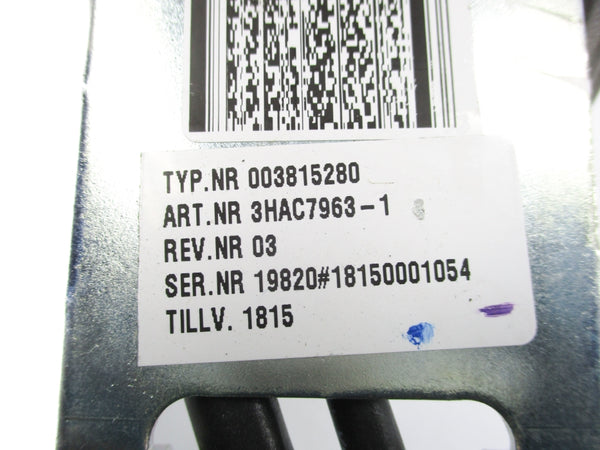 TYP.NR 003815280
ART.NR 3HAC7963-1
REV.NR 03
SER.NR 19820#18150001054
TILLV. 1815